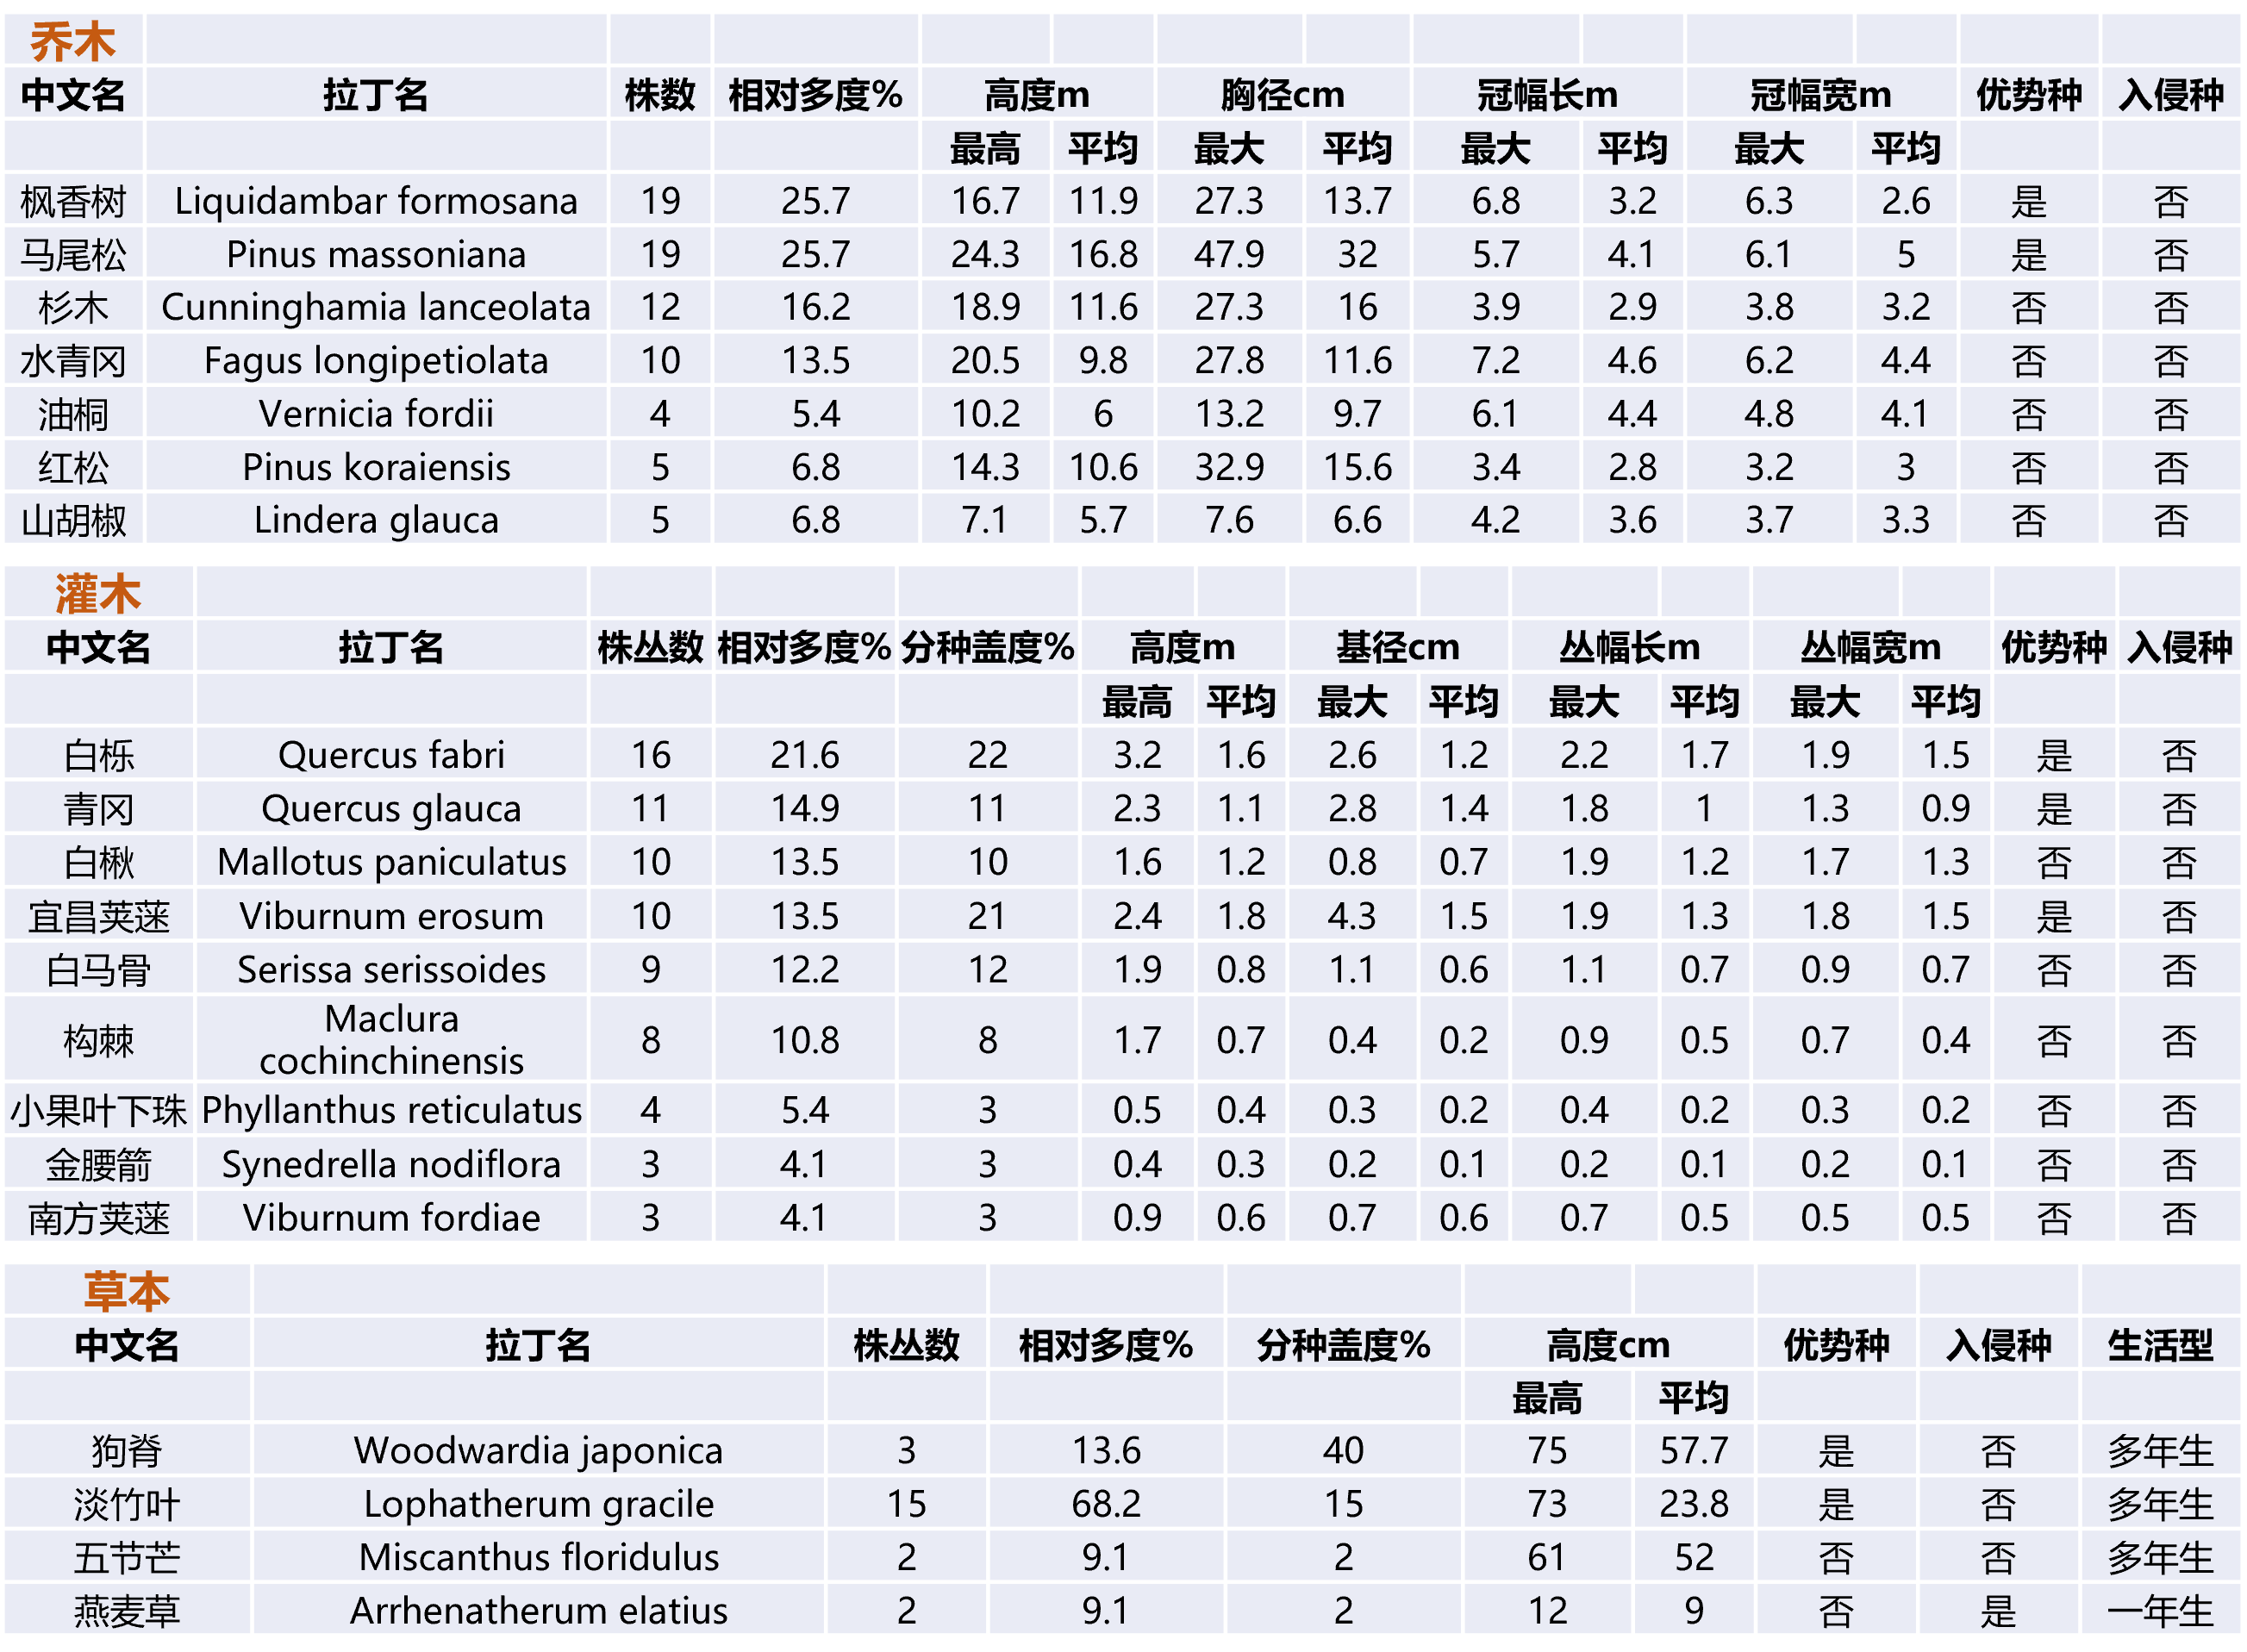 乔木
中文名 拉丁名 株数 相对多度% 高度m 胸径cm 冠幅长m 冠幅宽m 优势种 入侵种
最高 平均 最大 平均 最大 平均 最大 平均
枫香树 Liquidambar formosana 19 25.7 16.7 11.9 27.3 13.7 6.8 3.2 6.3 2.6 是 否
马尾松 Pinus massoniana 19 25.7 24.3 16.8 47.9 32 5.7 4.1 6.1 5 是 否
杉木 Cunninghamia lanceolata 12 16.2 18.9 11.6 27.3 16 3.9 2.9 3.8 3.2 否 否
水青冈 Fagus longipetiolata 10 13.5 20.5 9.8 27.8 11.6 7.2 4.6 6.2 4.4 否 否
油桐 Vernicia fordii 4 5.4 10.2 6 13.2 9.7 6.1 4.4 4.8 4.1 否 否
红松 Pinus koraiensis 5 6.8 14.3 10.6 32.9 15.6 3.4 2.8 3.2 3 否 否
山胡椒 Lindera glauca 5 6.8 7.1 5.7 7.6 6.6 4.2 3.6 3.7 3.3 否 否
灌木
中文名 拉丁名 株丛数 相对多度% 分种盖度% 高度m 基径cm 丛幅长m 丛幅宽m 优势种 入侵种
最高 平均 最大 平均 最大 平均 最大 平均
白栎 Quercus fabri 16 21.6 22 3.2 1.6 2.6 1.2 2.2 1.7 1.9 1.5 是 否
青冈 Quercus glauca 11 14.9 11 2.3 1.1 2.8 1.4 1.8 1 1.3 0.9 是 否
白楸 Mallotus paniculatus 10 13.5 10 1.6 1.2 0.8 0.7 1.9 1.2 1.7 1.3 否 否
宜昌荚蒾 Viburnum erosum 10 13.5 21 2.4 1.8 4.3 1.5 1.9 1.3 1.8 1.5 是 否
白马骨 Serissa serissoides 9 12.2 12 1.9 0.8 1.1 0.6 1.1 0.7 0.9 0.7 否 否
构棘 Maclura cochinchinensis 8 10.8 8 1.7 0.7 0.4 0.2 0.9 0.5 0.7 0.4 否 否
小果叶下珠 Phyllanthus reticulatus 4 5.4 3 0.5 0.4 0.3 0.2 0.4 0.2 0.3 0.2 否 否
金腰箭 Synedrella nodiflora 3 4.1 3 0.4 0.3 0.2 0.1 0.2 0.1 0.2 0.1 否 否
南方荚蒾 Viburnum fordiae 3 4.1 3 0.9 0.6 0.7 0.6 0.7 0.5 0.5 0.5 否 否
草本
中文名 拉丁名 株丛数 相对多度% 分种盖度% 高度cm 优势种 入侵种 生活型
最高 平均
狗脊 Woodwardia japonica 3 13.6 40 75 57.7 是 否 多年生
淡竹叶 Lophatherum gracile 15 68.2 15 73 23.8 是 否 多年生
五节芒 Miscanthus floridulus 2 9.1 2 61 52 否 否 多年生
燕麦草 Arrhenatherum elatius 2 9.1 2 12 9 否 是 一年生